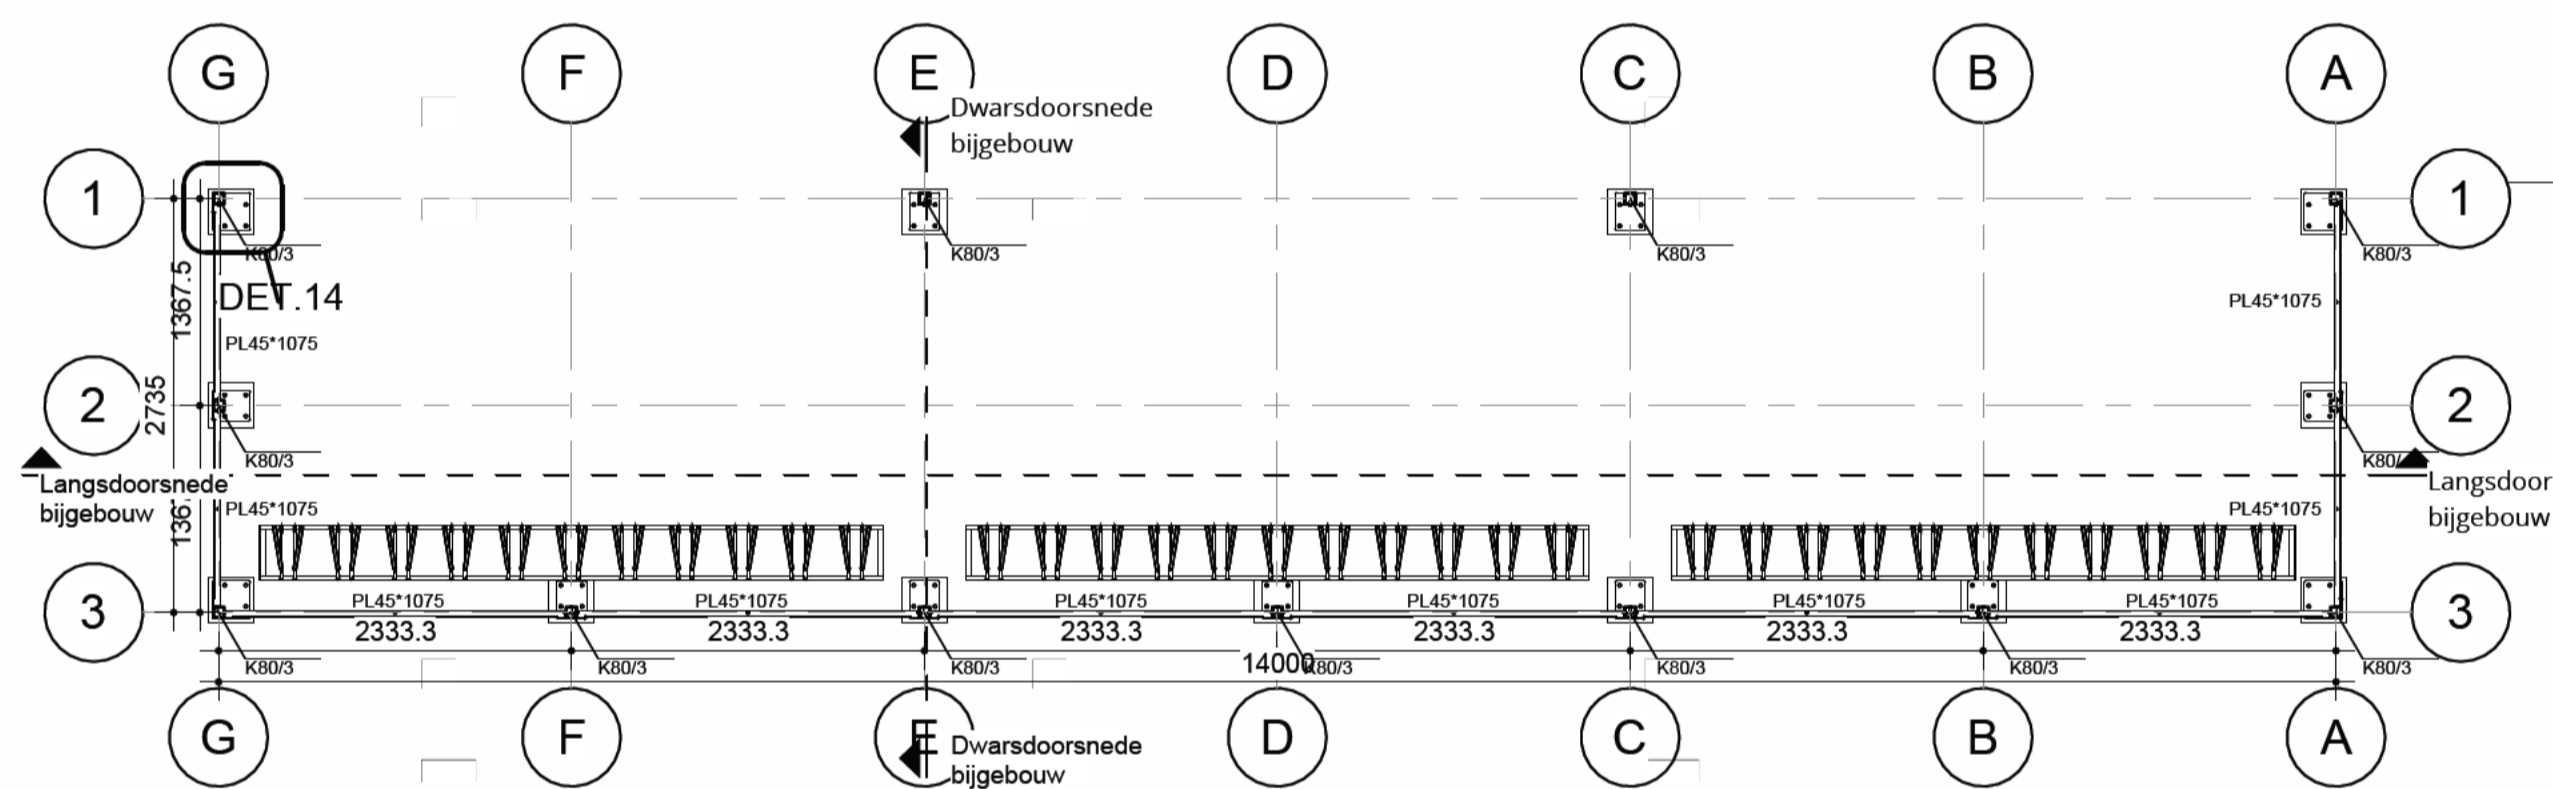 G F E D C B A
Dwarsdoorsnede
bijgebouw
1 1
K80/3 K80/3 K80/3 K80/3
1367.5
DET.14
PL45*1075
PL45*1075
2 2
2735
K80/3
Langsdoorsnede
bijgebouw
Langsdoor
bijgebouw
PL45*1075 PL45*1075
3 3
PL45*1075 PL45*1075 PL45*1075 PL45*1075 PL45*1075 PL45*1075
2333.3 2333.3 2333.3 2333.3 2333.3 2333.3
14000
K80/3 K80/3 K80/3 K80/3 K80/3 K80/3 K80/3
G F E D C B A
Dwarsdoorsnede
bijgebouw